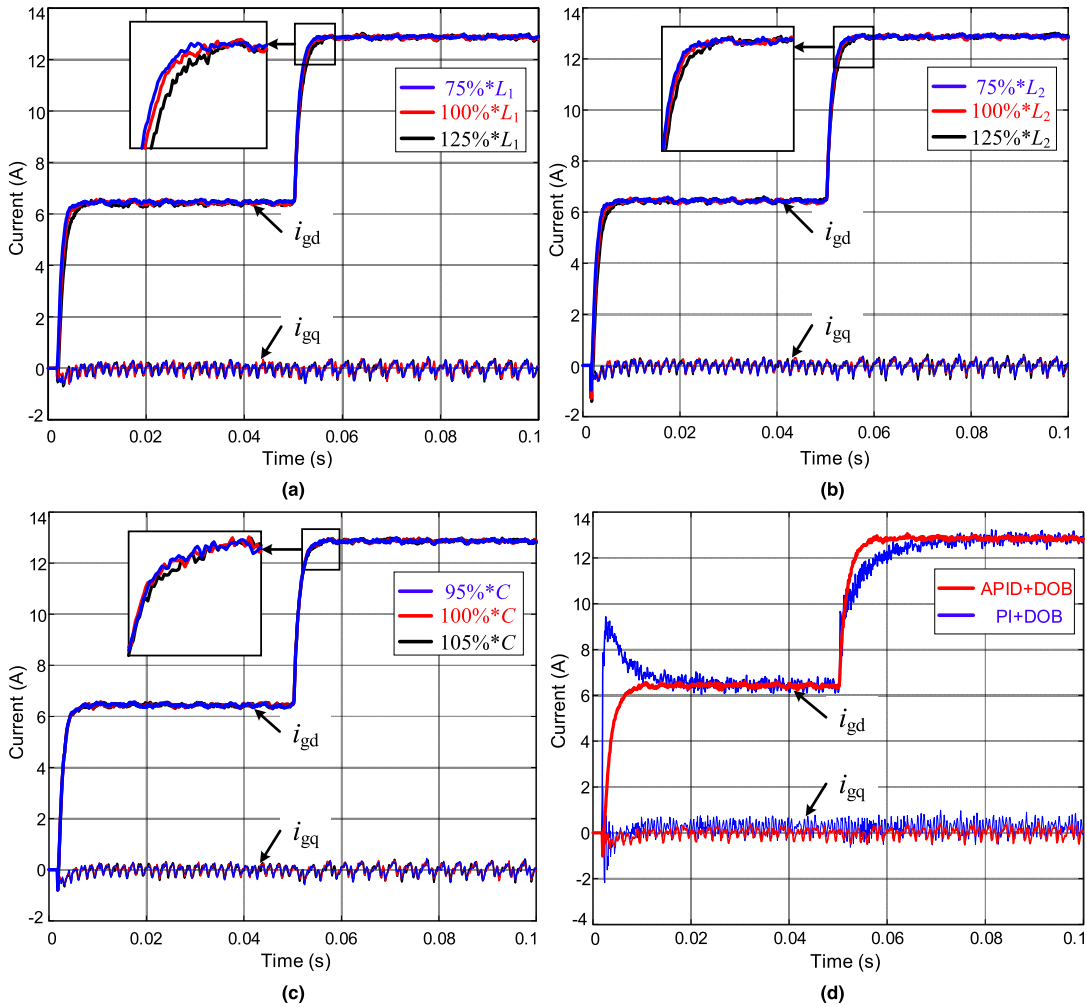 14
12
10
8
6
4
2
0
-2
Current (A)
75%*L1
100%*L1
125%*L1
igd
igq
0
0.02
0.04
0.06
0.08
0.1
Time (s)
(a)
14
12
10
8
6
4
2
0
-2
Current (A)
75%*L2
100%*L2
125%*L2
igd
igq
0
0.02
0.04
0.06
0.08
0.1
Time (s)
(b)
14
12
10
8
6
4
2
0
-2
Current (A)
95%*C
100%*C
105%*C
igd
igq
0
0.02
0.04
0.06
0.08
0.1
Time (s)
(c)
14
12
10
8
6
4
2
0
-2
-4
Current (A)
APID+DOB
PI+DOB
igd
igq
0
0.02
0.04
0.06
0.08
0.1
Time (s)
(d)